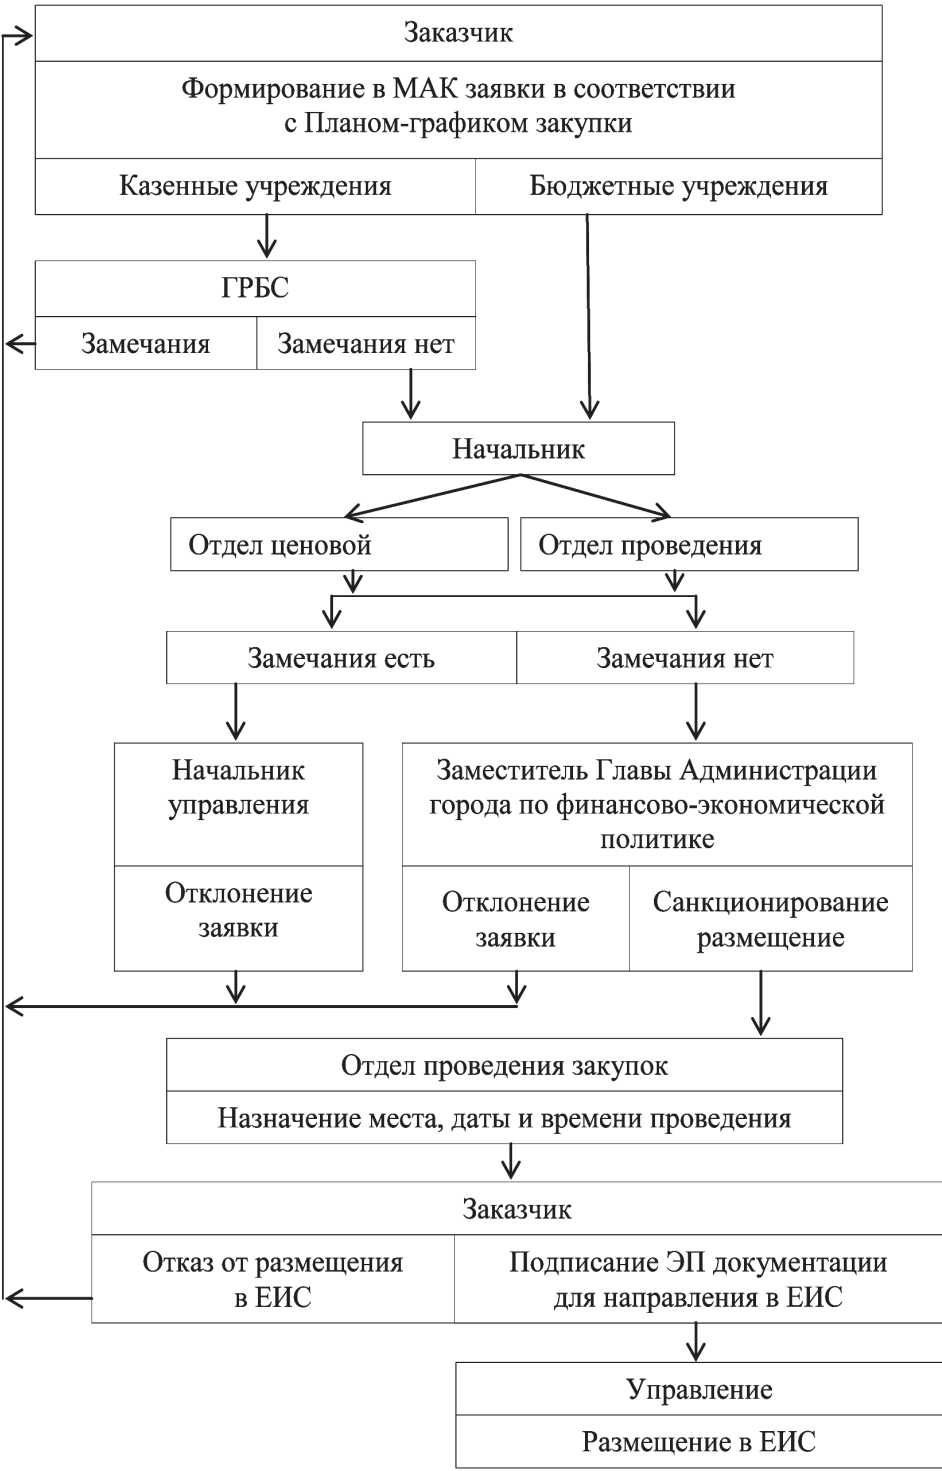 Заказчик
Формирование в МАК заявки в соответствии
с Планом-графиком закупки
Казенные учреждения
Бюджетные учреждения
ГРБС
Замечания
Замечания нет
Начальник
Отдел ценовой
Отдел проведения
Замечания есть
Замечания нет
Начальник
управления
Заместитель Главы Администрации
города по финансово-экономической
политике
Отклонение
заявки
Отклонение
заявки
Санкционирование
размещение
Отдел проведения закупок
Назначение места, даты и времени проведения
Заказчик
Отказ от размещения
в ЕИС
Подписание ЭП документации
для направления в ЕИС
Управление
Размещение в ЕИС